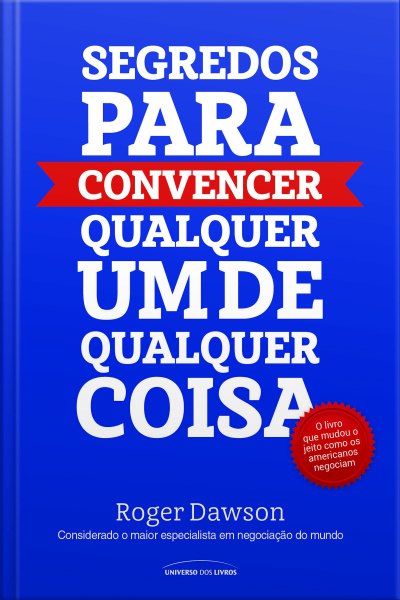 SEGREDOS
PARA
CONVENCER
QUALQUER
UM DE
QUALQUER
COISA
O livro
que mudou o
jeito como os
americanos
negociam
Roger Dawson
Considerado o maior especialista em negociação do mundo
UNIVERSO DOS LIVROS